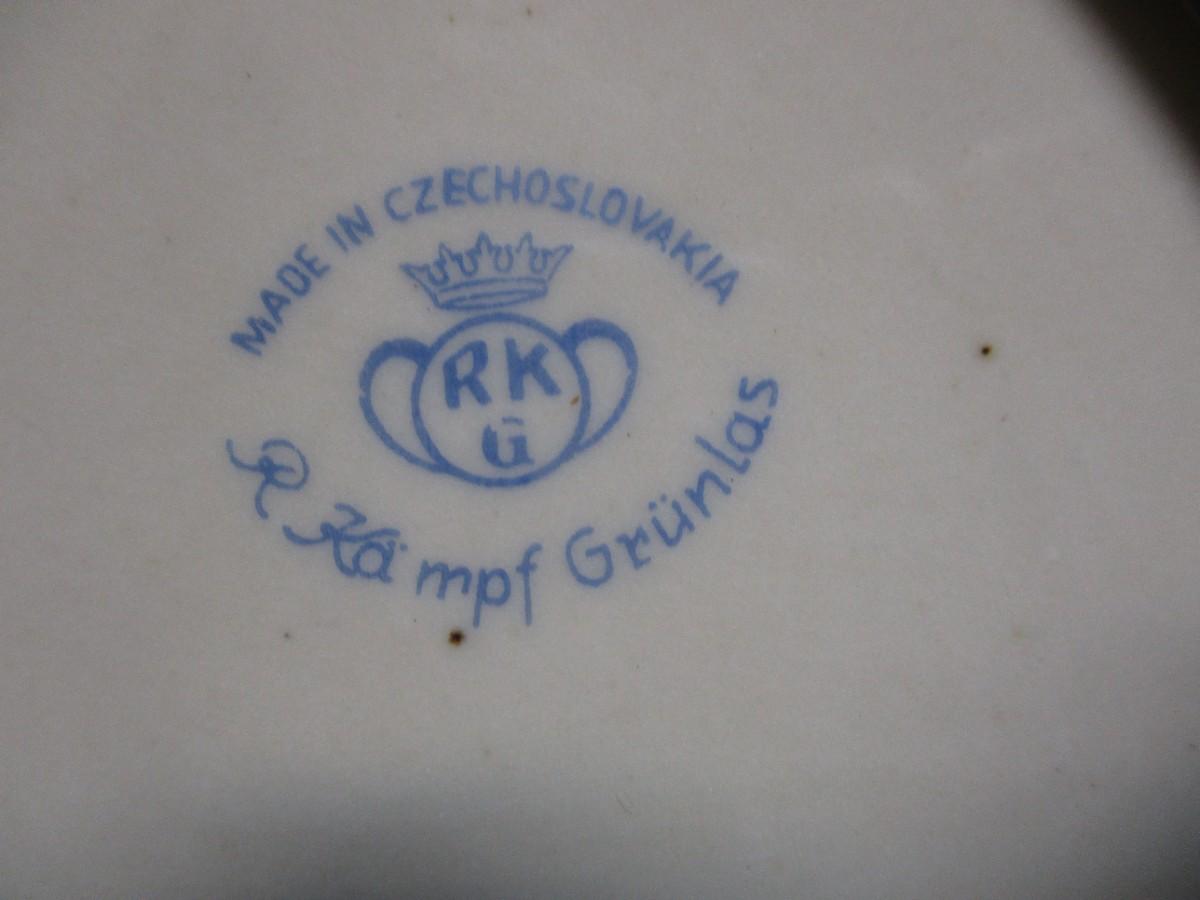 MADE IN CZECHOSLOVAKIA
RK
G
R Kämpf Grünlas